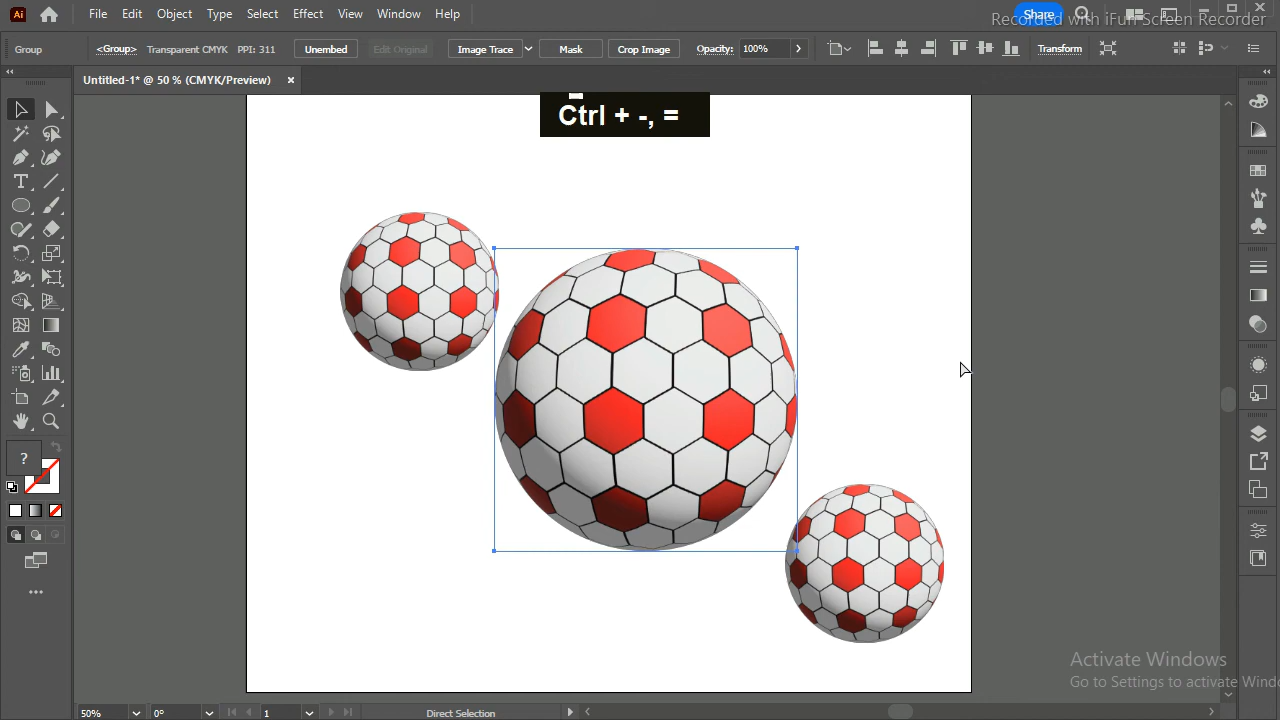 Ai File Edit Object Type Select Effect View Window Help Share
Recorded with iFun Screen Recorder
Group <Group> Transparent CMYK PPI: 311 Unembed Edit Original Image Trace Mask Crop Image Opacity: 100% Transform
Untitled-1* @ 50 % (CMYK/Preview) ×
Ctrl + -, =
?
Activate Windows
Go to Settings to activate Wind
50% 0° 1 Direct Selection